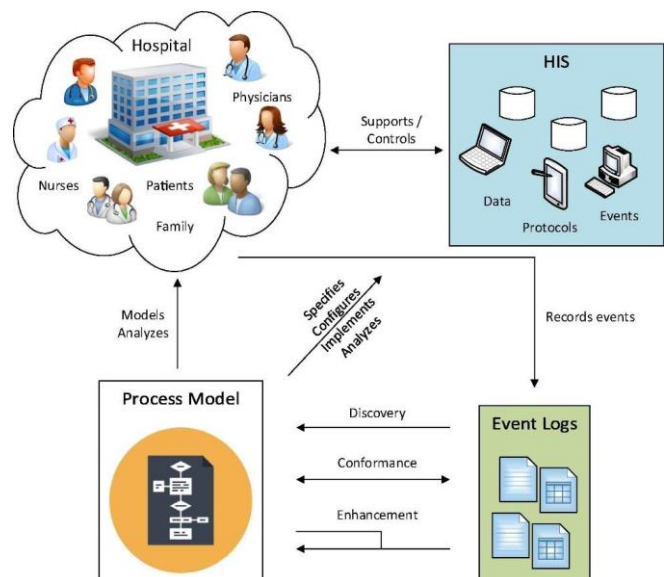 Hospital
Physicians
Nurses
Patients
Family
HIS
Data
Protocols
Events
Supports /
Controls
Models
Analyzes
Specifies
Configures
Implements
Analyzes
Records events
Process Model
Discovery
Conformance
Enhancement
Event Logs